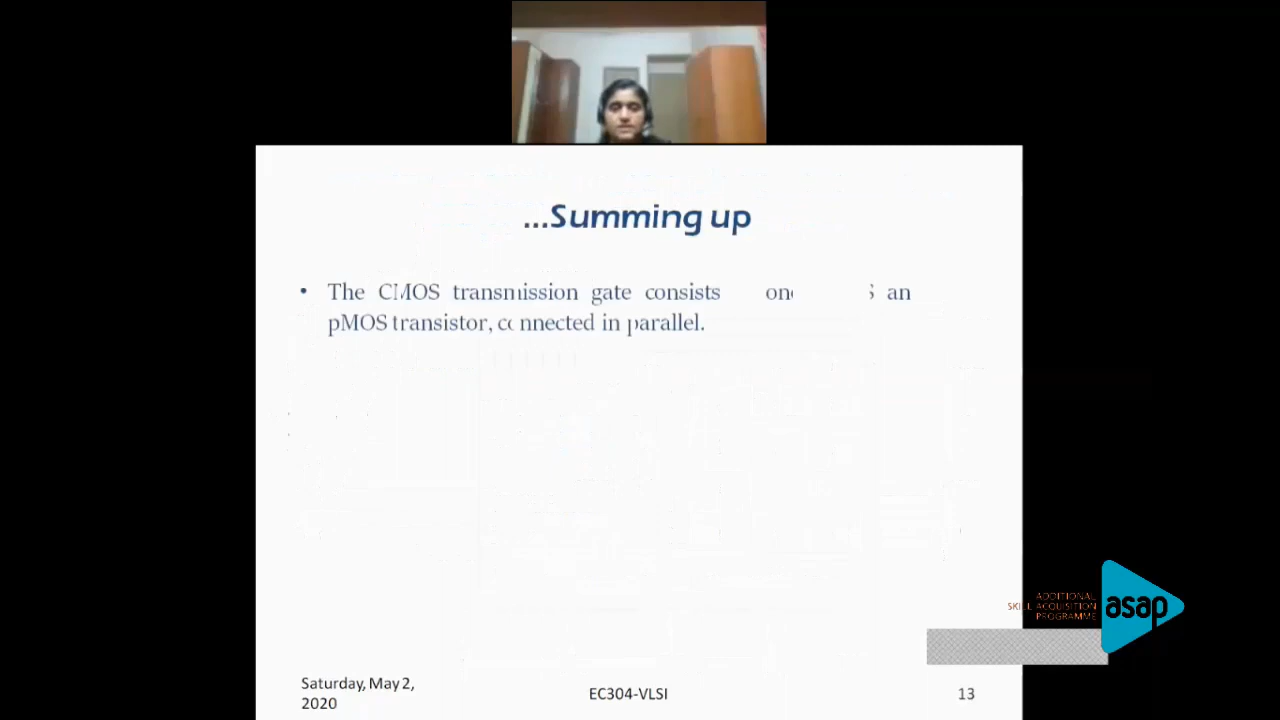 ...Summing up
• The CMOS transmission gate consists
pMOS transistor, connected in parallel.
ADDITIONAL
SKILL ACQUISITION
PROGRAMME
asap
Saturday, May 2,
2020
EC304-VLSI
13